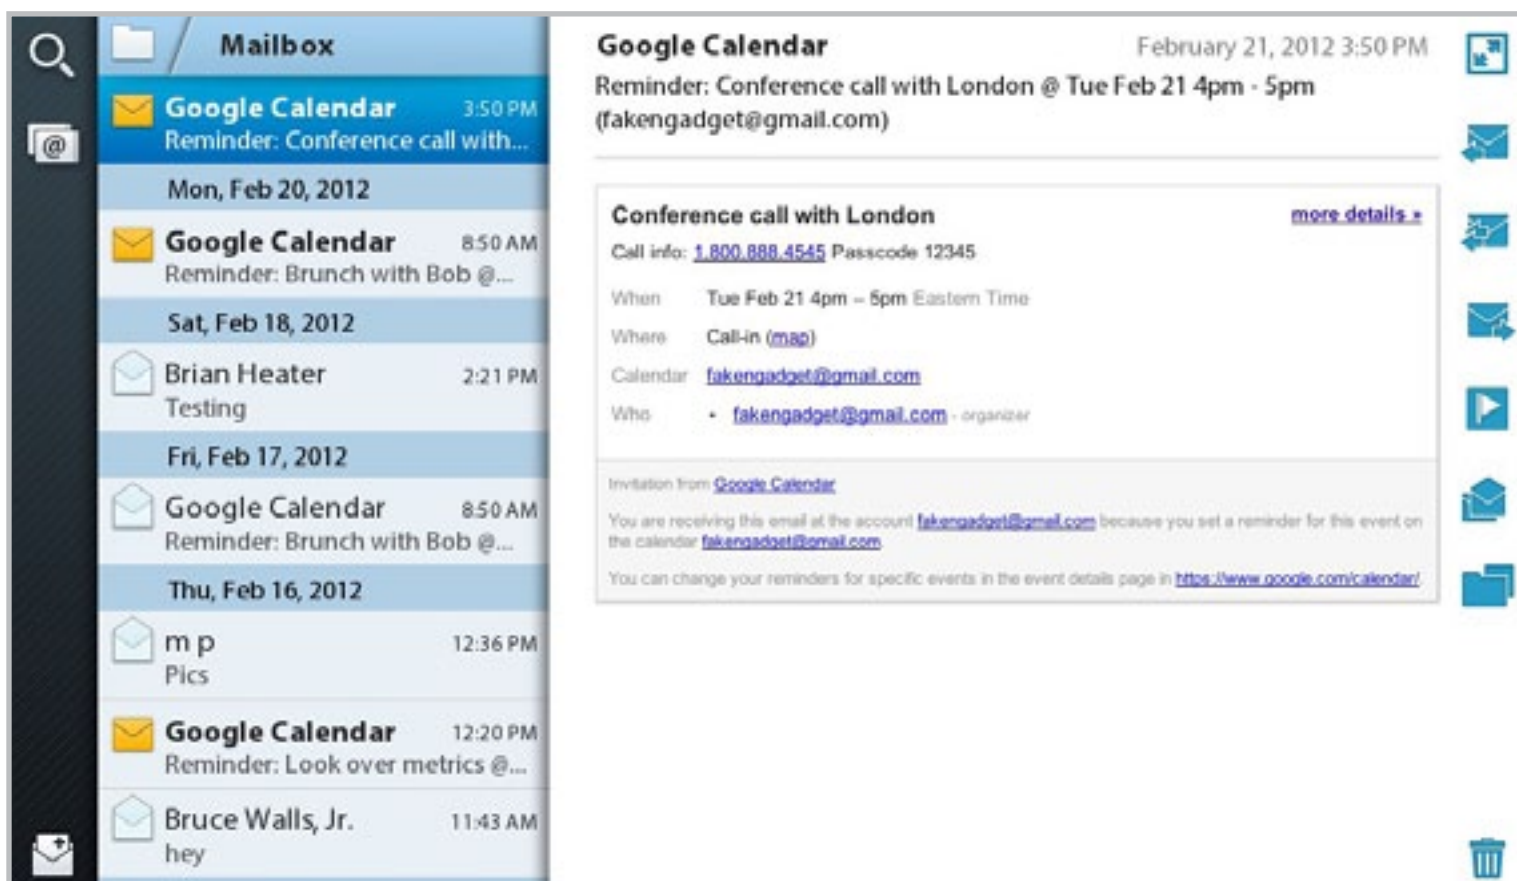 Mailbox
Google Calendar 3:50 PM
Reminder: Conference call with...
Mon, Feb 20, 2012
Google Calendar 8:50 AM
Reminder: Brunch with Bob @...
Sat, Feb 18, 2012
Brian Heater 2:21 PM
Testing
Fri, Feb 17, 2012
Google Calendar 8:50 AM
Reminder: Brunch with Bob @...
Thu, Feb 16, 2012
m p 12:36 PM
Pics
Google Calendar 12:20 PM
Reminder: Look over metrics @...
Bruce Walls, Jr. 11:43 AM
hey
Google Calendar February 21, 2012 3:50 PM
Reminder: Conference call with London @ Tue Feb 21 4pm - 5pm
(fakengadget@gmail.com)
Conference call with London more details »
Call info: 1.800.888.4545 Passcode 12345
When Tue Feb 21 4pm – 5pm Eastern Time
Where Call-in (map)
Calendar fakengadget@gmail.com
Who • fakengadget@gmail.com - organizer
Invitation from Google Calendar
You are receiving this email at the account fakengadget@gmail.com because you set a reminder for this event on
the calendar fakengadget@gmail.com.
You can change your reminders for specific events in the event details page in https://www.google.com/calendar/